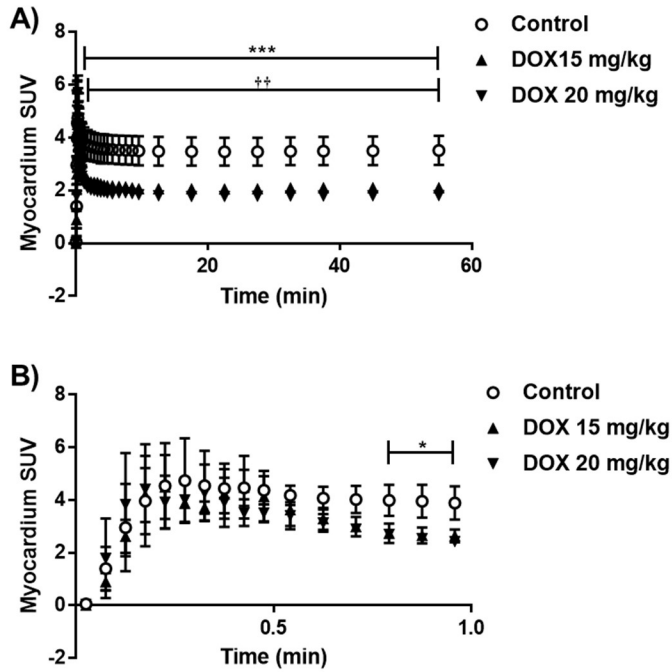 A)
Myocardium SUV
8
6
4
2
0
-2
***
††
20
40
60
Time (min)
Control
DOX15 mg/kg
DOX 20 mg/kg
B)
Myocardium SUV
8
6
4
2
0
-2
*
0.5
1.0
Time (min)
Control
DOX 15 mg/kg
DOX 20 mg/kg